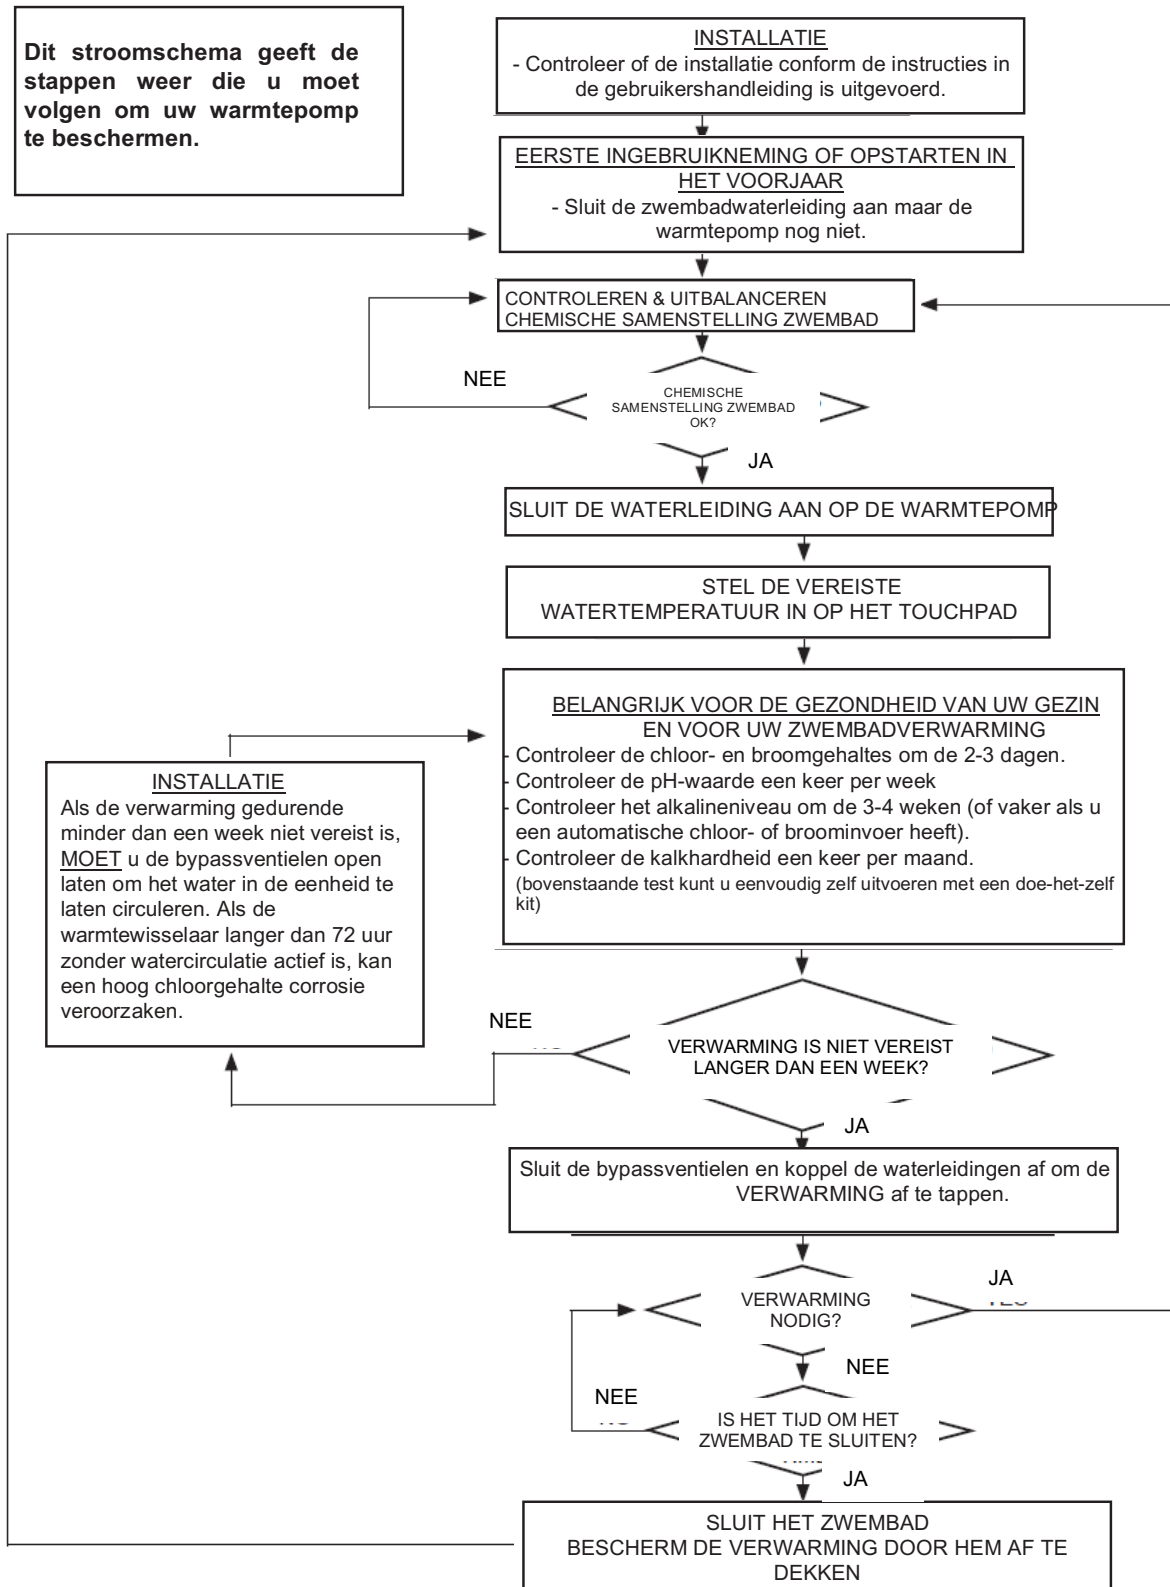 Dit stroomschema geeft de
stappen weer die u moet
volgen om uw warmtepomp
te beschermen.
INSTALLATIE
- Controleer of de installatie conform de instructies in
de gebruikershandleiding is uitgevoerd.
EERSTE INGEBRUIKNEMING OF OPSTARTEN IN
HET VOORJAAR
- Sluit de zwembadwaterleiding aan maar de
warmtepomp nog niet.
CONTROLEREN & UITBALANCEREN
CHEMISCHE SAMENSTELLING ZWEMBAD
NEE
CHEMISCHE
SAMENSTELLING ZWEMBAD
OK?
JA
SLUIT DE WATERLEIDING AAN OP DE WARMTEPOMP
STEL DE VEREISTE
WATERTEMPERATUUR IN OP HET TOUCHPAD
BELANGRIJK VOOR DE GEZONDHEID VAN UW GEZIN
EN VOOR UW ZWEMBADVERWARMING
- Controleer de chloor- en broomgehaltes om de 2-3 dagen.
- Controleer de pH-waarde een keer per week
- Controleer het alkalineniveau om de 3-4 weken (of vaker als u
een automatische chloor- of broominvoer heeft).
- Controleer de kalkhardheid een keer per maand.
(bovenstaande test kunt u eenvoudig zelf uitvoeren met een doe-het-zelf
kit)
INSTALLATIE
Als de verwarming gedurende
minder dan een week niet vereist is,
MOET u de bypassventielen open
laten om het water in de eenheid te
laten circuleren. Als de
warmtewisselaar langer dan 72 uur
zonder watercirculatie actief is, kan
een hoog chloorgehalte corrosie
veroorzaken.
NEE
VERWARMING IS NIET VEREIST
LANGER DAN EEN WEEK?
JA
Sluit de bypassventielen en koppel de waterleidingen af om de
VERWARMING af te tappen.
JA
VERWARMING
NODIG?
NEE
NEE
IS HET TIJD OM HET
ZWEMBAD TE SLUITEN?
JA
SLUIT HET ZWEMBAD
BESCHERM DE VERWARMING DOOR HEM AF TE
DEKKEN